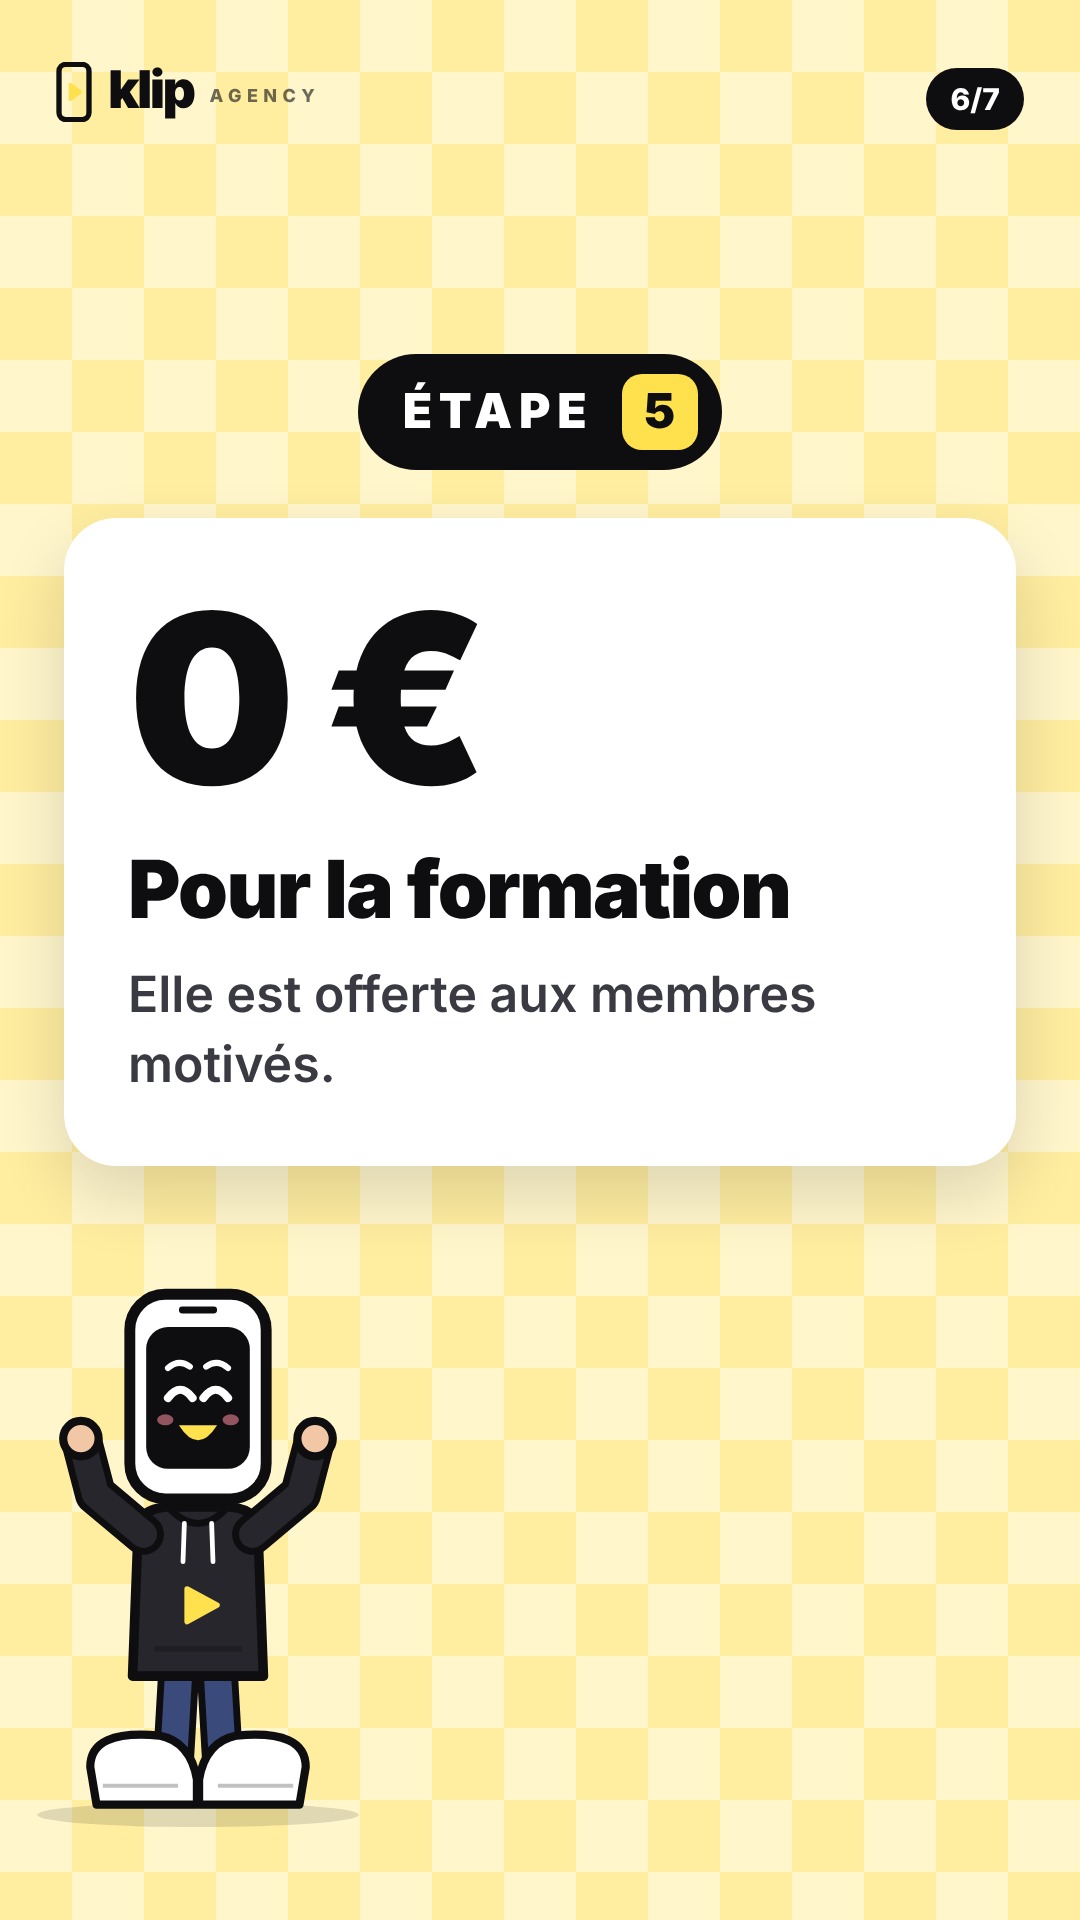 klip AGENCY
6/7
ÉTAPE 5
0 €
Pour la formation
Elle est offerte aux membres
motivés.